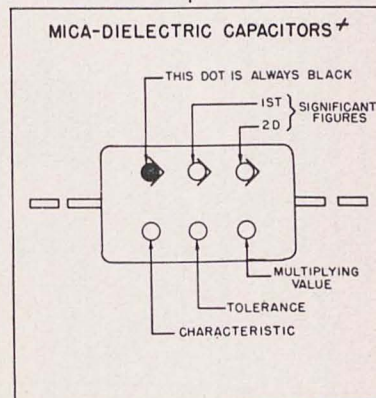 MICA-DIELECTRIC CAPACITORS+
THIS DOT IS ALWAYS BLACK
1ST
2D
SIGNIFICANT
FIGURES
MULTIPLYING
VALUE
TOLERANCE
CHARACTERISTIC